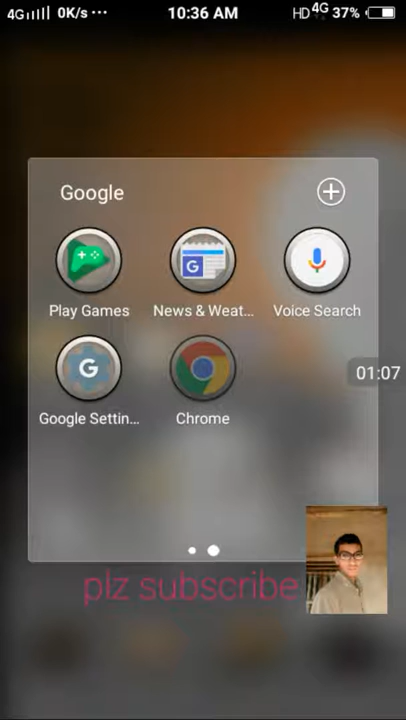 4G 0K/s ... 10:36 AM HD 4G 37%
Google
Play Games News & Weat... Voice Search
G
G
01:07
Google Settin... Chrome
plz subscribe